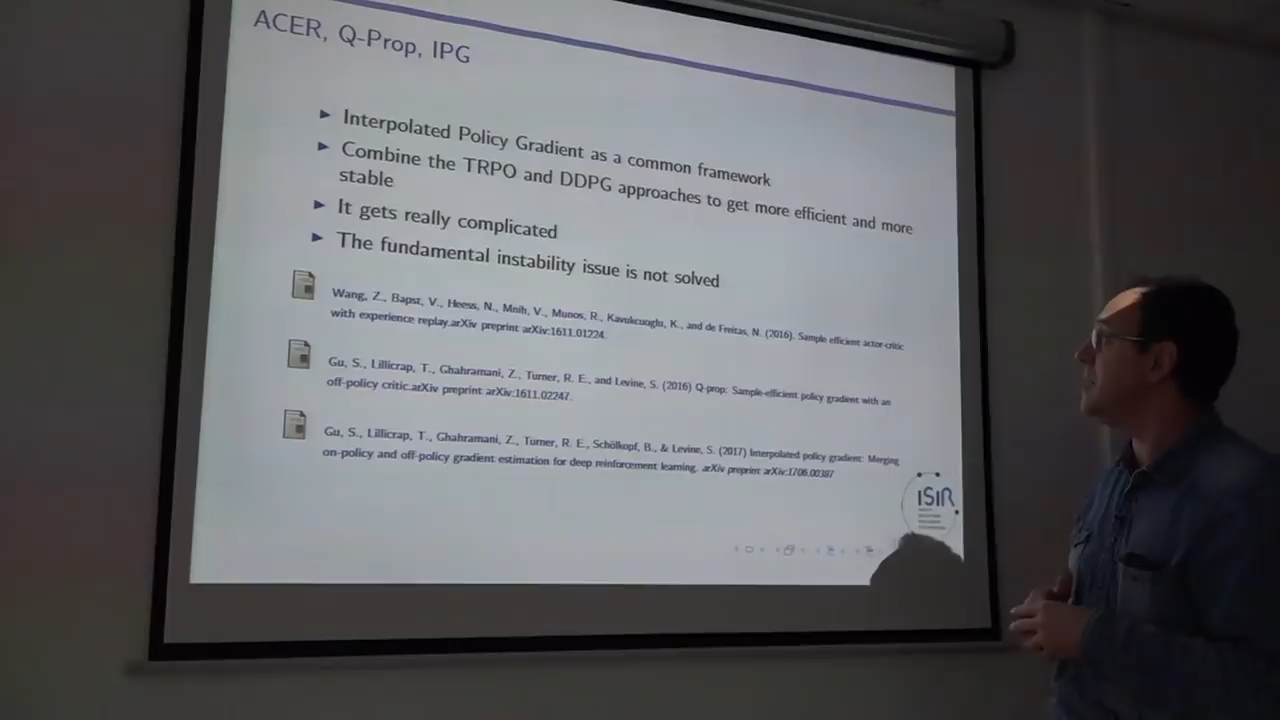 ACER, Q-Prop, IPG
► Interpolated Policy Gradient as a common framework
► Combine the TRPO and DDPG approaches to get more efficient and more
stable
► It gets really complicated
► The fundamental instability issue is not solved
Wang, Z., Bapst, V., Heess, N., Mnih, V., Munos, R., Kavukcuoglu, K., and de Freitas, N. (2016). Sample efficient actor-critic
with experience replay.arXiv preprint arXiv:1611.01224.
Gu, S., Lillicrap, T., Ghahramani, Z., Turner, R. E., and Levine, S. (2016) Q-prop: Sample-efficient policy gradient with an
off-policy critic.arXiv preprint arXiv:1611.02247.
Gu, S., Lillicrap, T., Ghahramani, Z., Turner, R. E., Schölkopf, B., & Levine, S. (2017) Interpolated policy gradient: Merging
on-policy and off-policy gradient estimation for deep reinforcement learning. arXiv preprint arXiv:1706.00387
ISIR